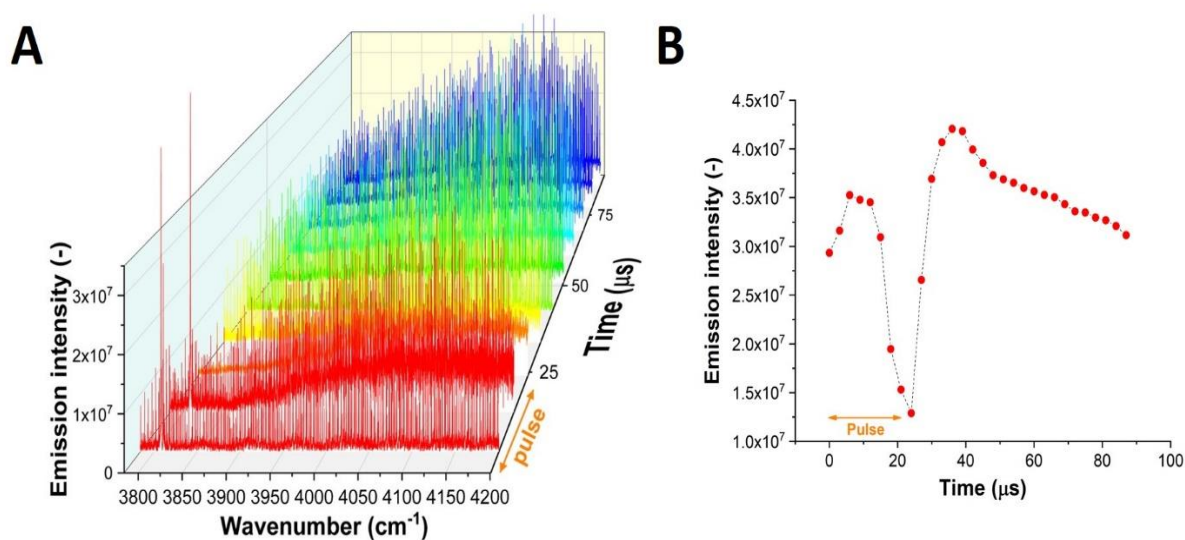 A
Emission intensity (-)
3x10⁷
2x10⁷
1x10⁷
0
3800 3850 3900 3950 4000 4050 4100 4150 4200
Wavenumber (cm⁻¹)
25
50
75
Time (μs)
pulse
B
Emission intensity (-)
4.5x10⁷
4.0x10⁷
3.5x10⁷
3.0x10⁷
2.5x10⁷
2.0x10⁷
1.5x10⁷
1.0x10⁷
Pulse
0 20 40 60 80 100
Time (μs)